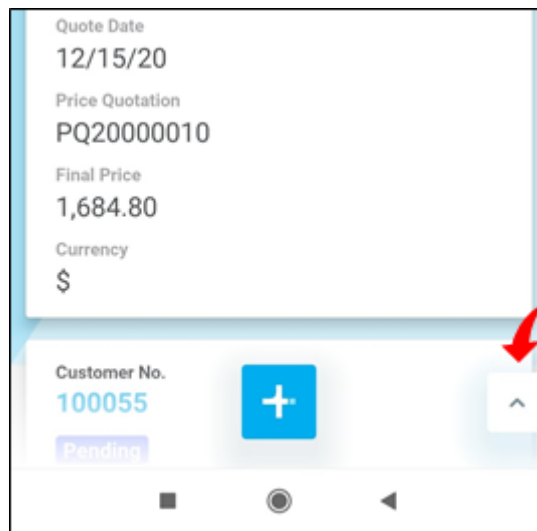 Quote Date
12/15/20
Price Quotation
PQ20000010
Final Price
1,684.80
Currency
$
Customer No.
100055
Pending